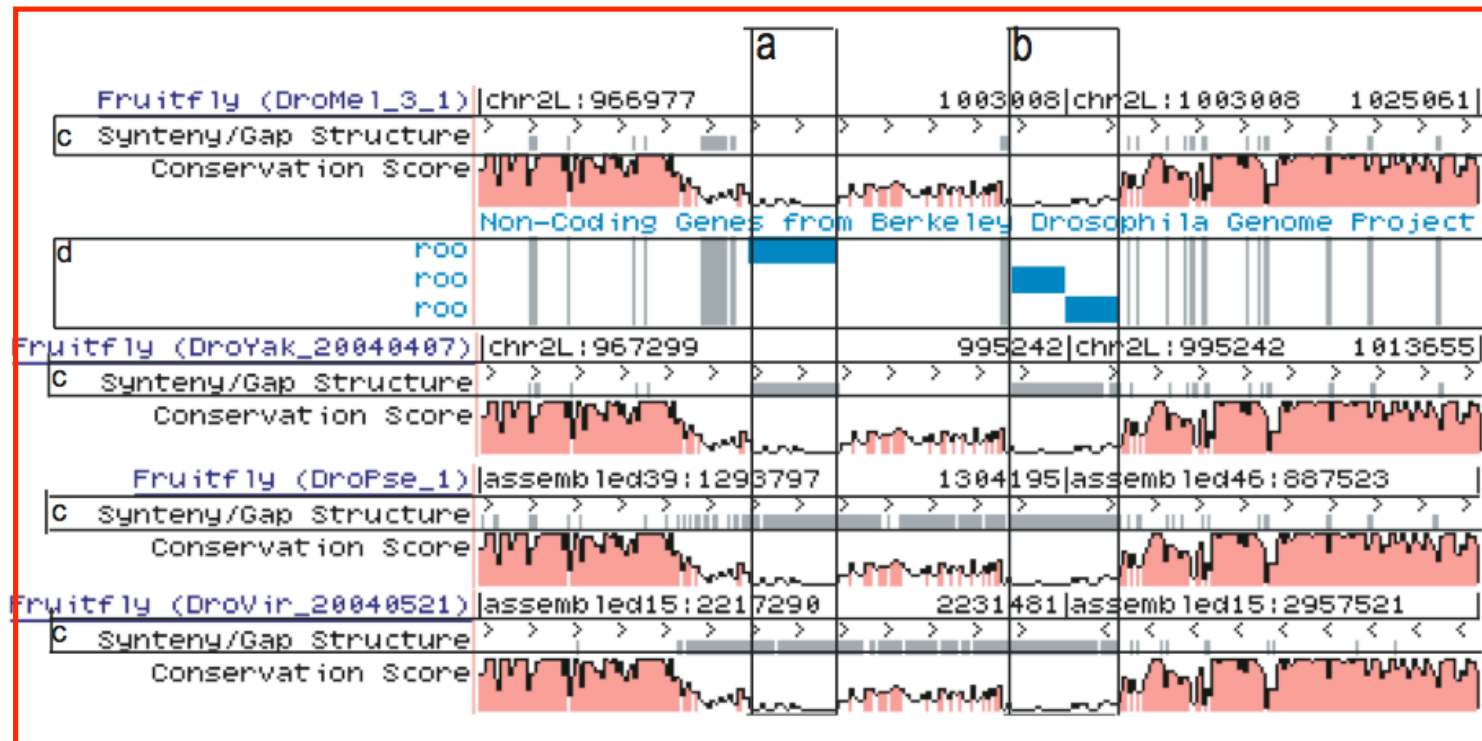 a b
Fruitfly (DroMel_3_1) |chr2L:966977 1003008|chr2L:1003008 1025061|
c Synteny/Gap Structure > > > > > > > > > > > > > > > > > > > > > >
Conservation Score
Non-Coding Genes from Berkeley Drosophila Genome Project
d roo
roo
roo
Fruitfly (DroYak_20040407) |chr2L:967299 995242|chr2L:995242 1013655|
c Synteny/Gap Structure > > > > > > > > > > > > > > > > > > > > > >
Conservation Score
Fruitfly (DroPse_1) |assembled39:1293797 1304195|assembled46:887523 |
c Synteny/Gap Structure > > > > > > > > > > > > > > > > > > > > > >
Conservation Score
Fruitfly (DroVir_20040521) |assembled15:2217290 2231481|assembled15:2957521 |
c Synteny/Gap Structure > > > > > > > > > > > > > < < < < < < < < <
Conservation Score